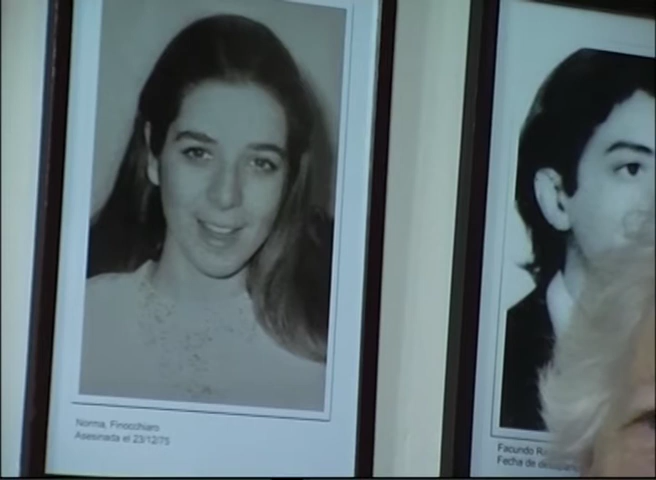 Norma, Finocchiaro
Asesinada el 23/12/75
Facundo
Fecha de